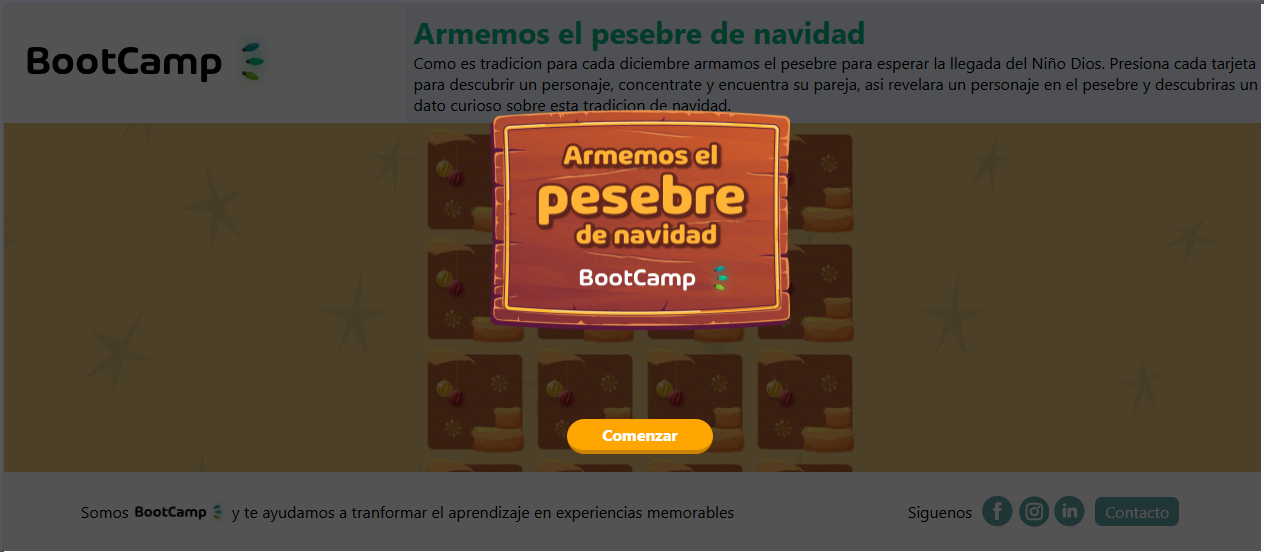 BootCamp
Armemos el pesebre de navidad
Como es tradicion para cada diciembre armamos el pesebre para esperar la llegada del Niño Dios. Presiona cada tarjeta
para descubrir un personaje, concentrate y encuentra su pareja, asi revelara un personaje en el pesebre y descubriras un
dato curioso sobre esta tradicion de navidad.
Armemos el
pesebre
de navidad
BootCamp
Comenzar
Somos BootCamp y te ayudamos a tranformar el aprendizaje en experiencias memorables
Siguenos
Contacto